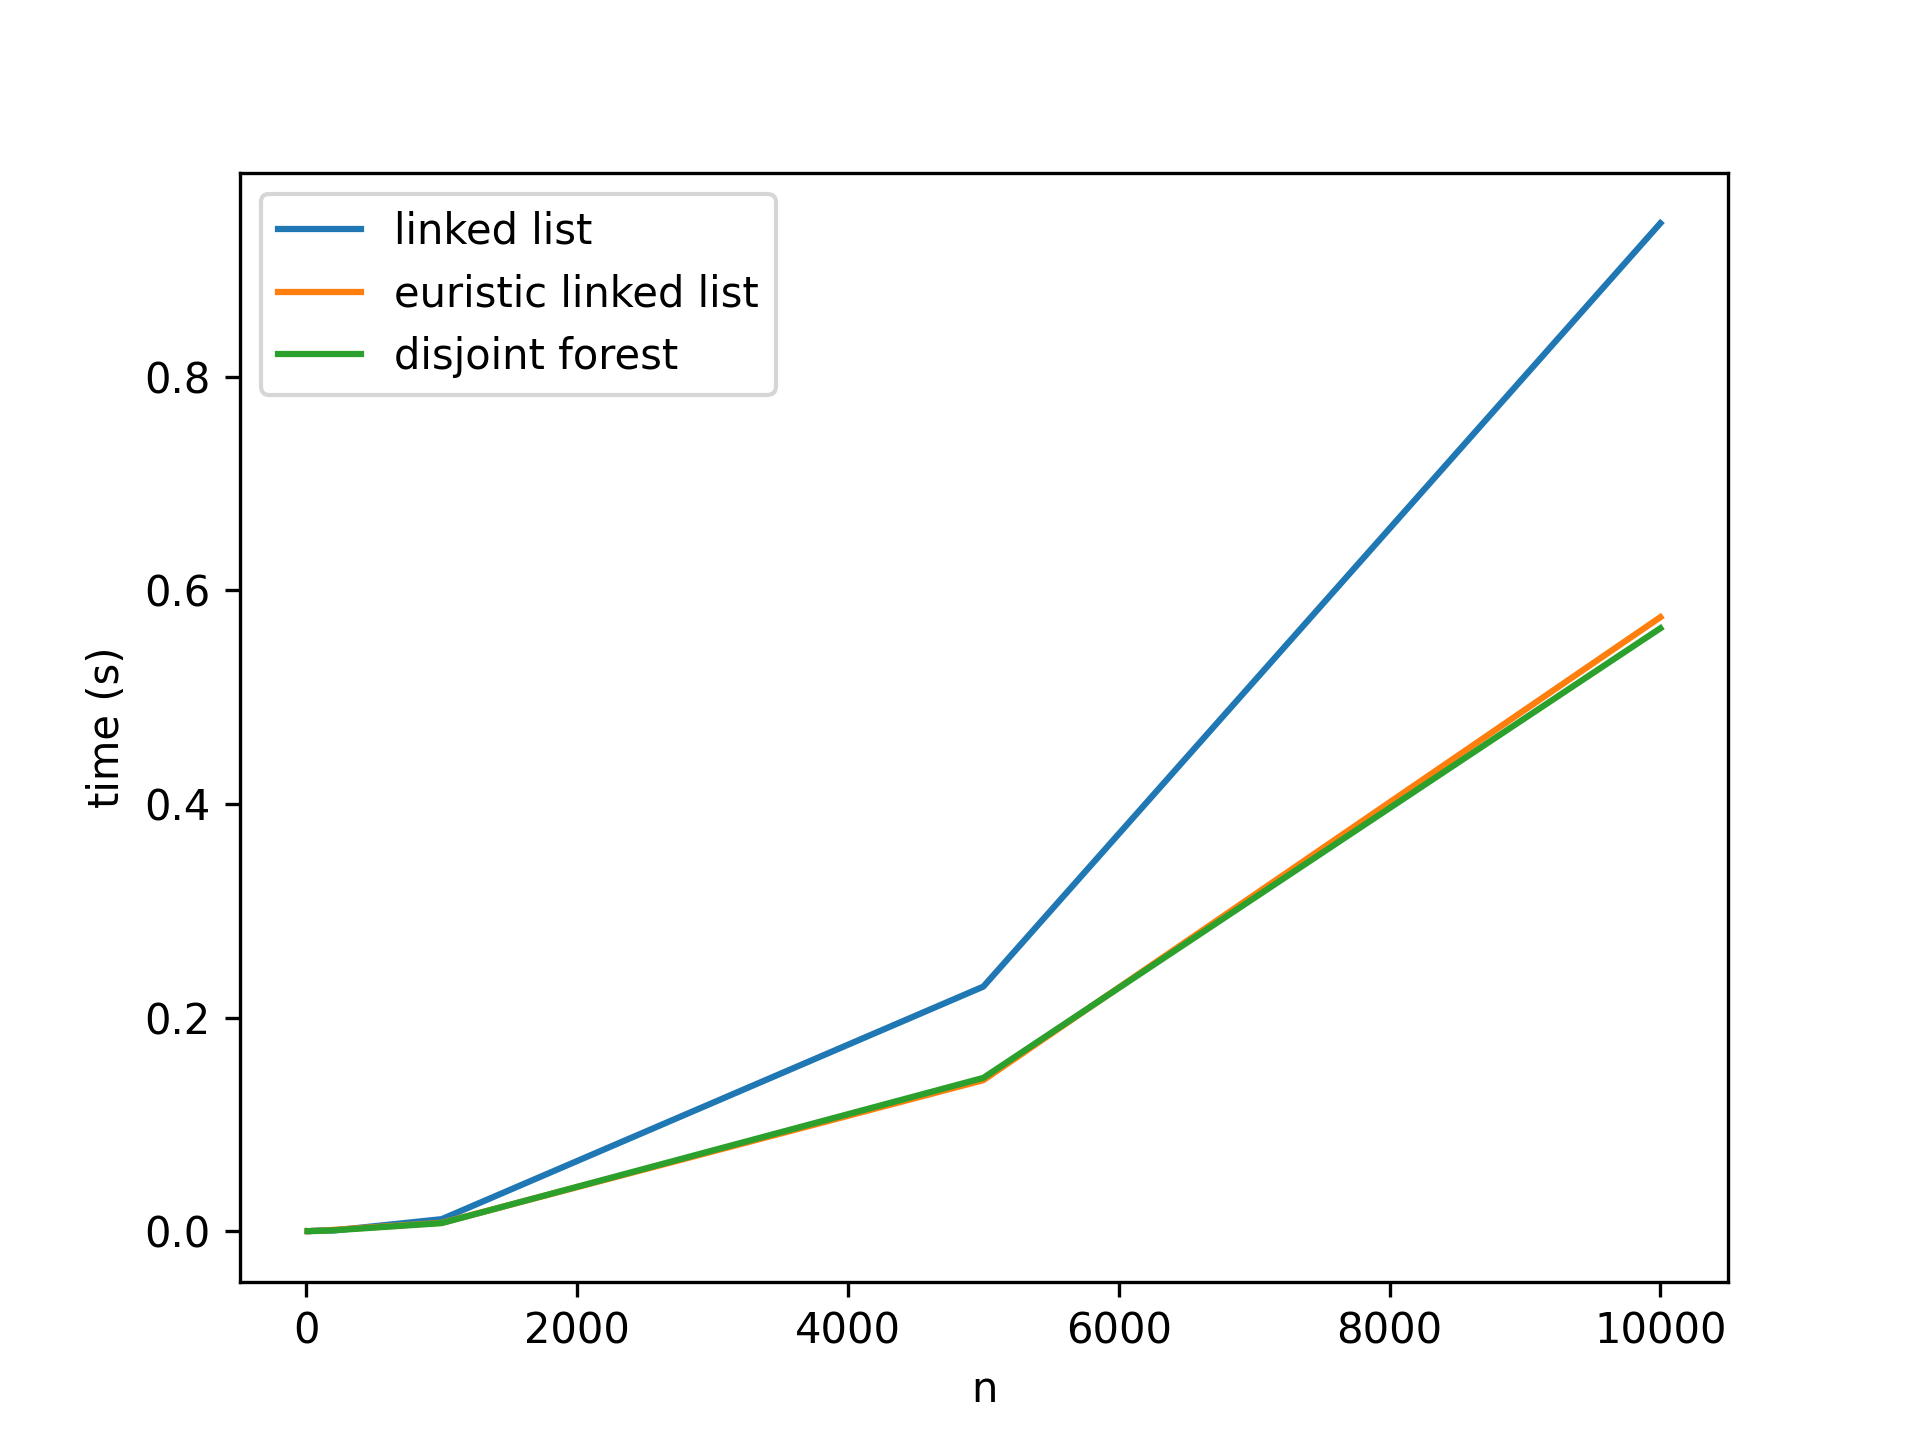 linked list
euristic linked list
disjoint forest
0.8
0.6
0.4
0.2
0.0
time (s)
0 2000 4000 6000 8000 10000
n